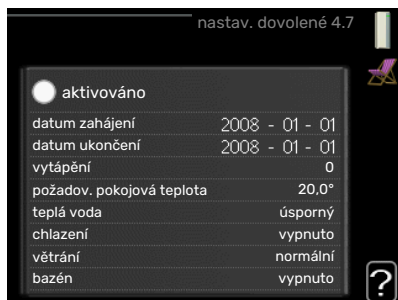 nastav. dovolené 4.7
aktivováno
datum zahájení 2008 - 01 - 01
datum ukončení 2008 - 01 - 01
vytápění 0
požadov. pokojová teplota 20,0°
teplá voda úsporný
chlazení vypnuto
větrání normální
bazén vypnuto
?